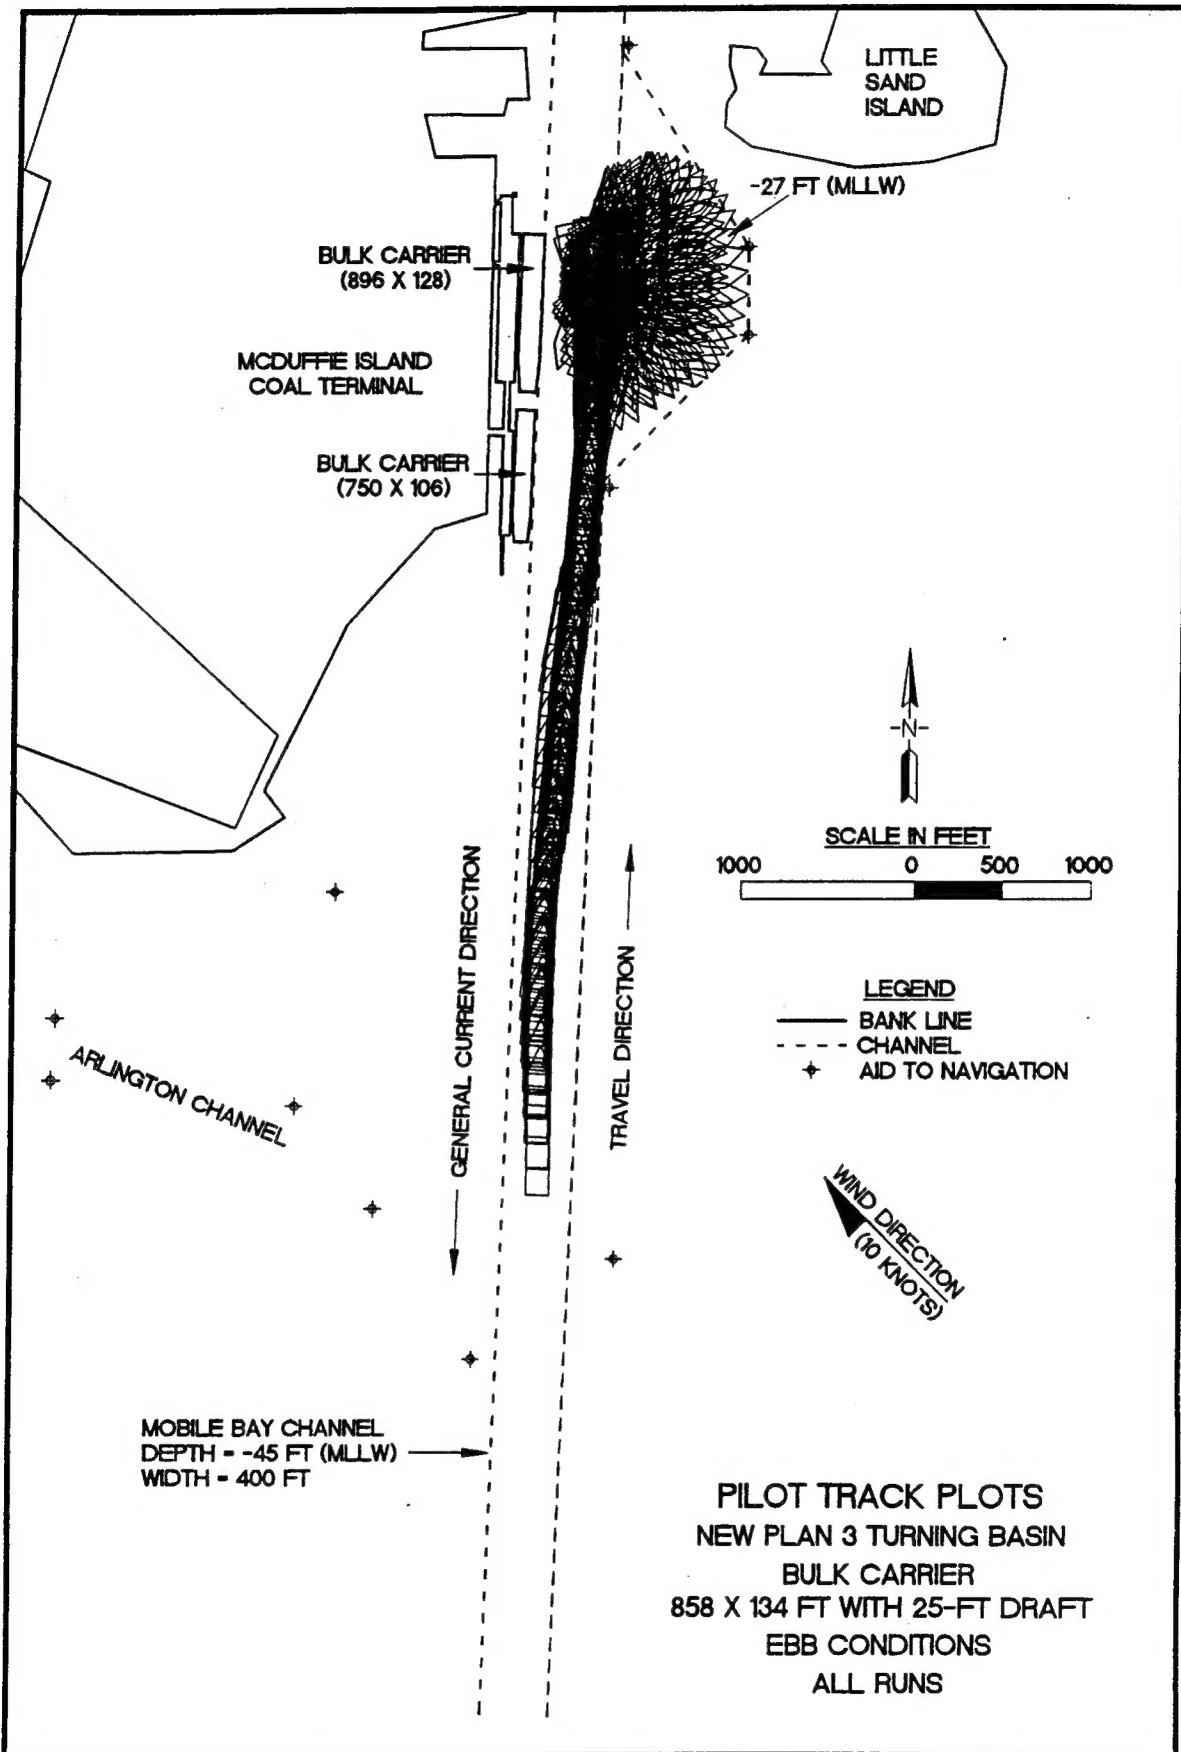 LITTLE
SAND
ISLAND
-27 FT (MLLW)
BULK CARRIER
(896 X 128)
MCDUFFIE ISLAND
COAL TERMINAL
BULK CARRIER
(750 X 106)
-N-
SCALE IN FEET
1000 0 500 1000
GENERAL CURRENT DIRECTION
TRAVEL DIRECTION
LEGEND
BANK LINE
CHANNEL
AID TO NAVIGATION
ARLINGTON CHANNEL
WIND DIRECTION
(10 KNOTS)
MOBILE BAY CHANNEL
DEPTH = -45 FT (MLLW)
WIDTH = 400 FT
PILOT TRACK PLOTS
NEW PLAN 3 TURNING BASIN
BULK CARRIER
858 X 134 FT WITH 25-FT DRAFT
EBB CONDITIONS
ALL RUNS